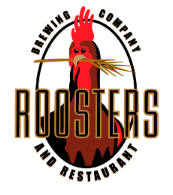 BREWING COMPANY
ROOSTERS
AND RESTAURANT